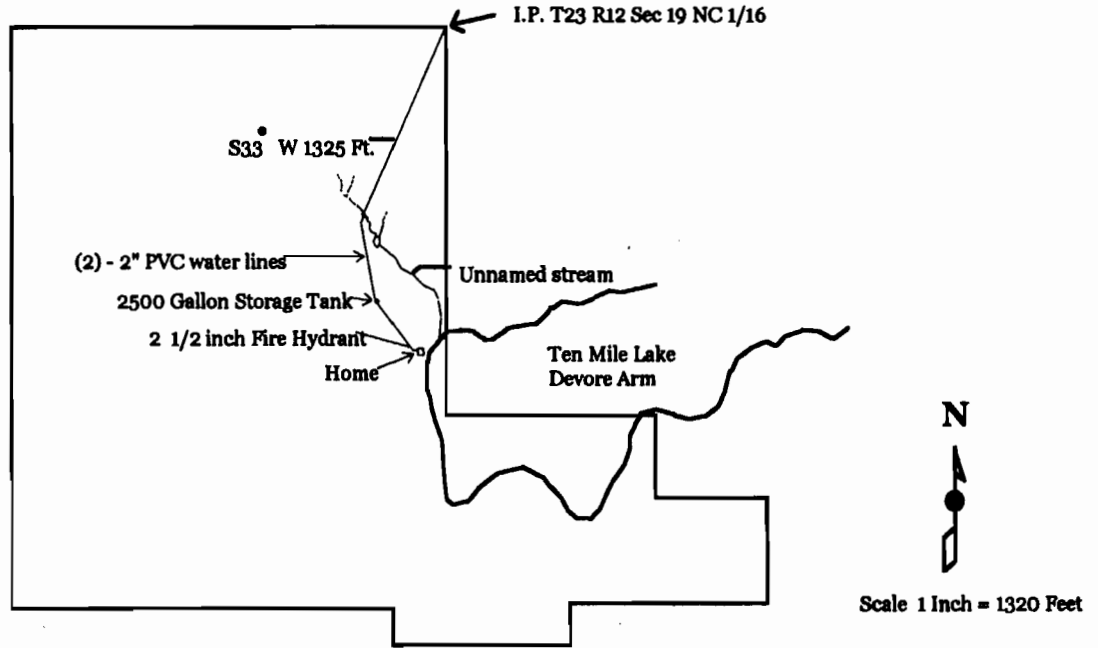 I.P. T23 R12 Sec 19 NC 1/16
S33° W 1325 Ft.
(2) - 2" PVC water lines
Unnamed stream
2500 Gallon Storage Tank
2 1/2 inch Fire Hydrant
Home
Ten Mile Lake
Devore Arm
N
Scale 1 Inch = 1320 Feet